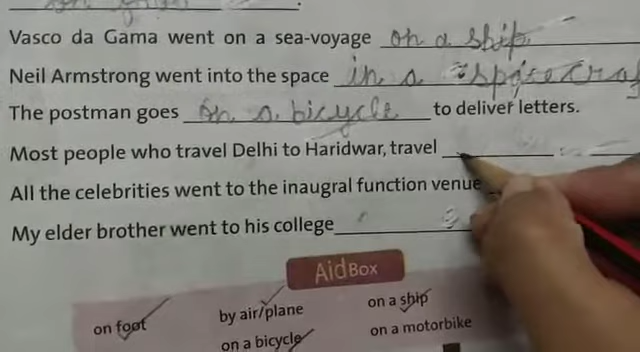 Vasco da Gama went on a sea-voyage on a ship
Neil Armstrong went into the space in a spacecraf
The postman goes on a bicycle to deliver letters.
Most people who travel Delhi to Haridwar, travel
All the celebrities went to the inaugral function venue
My elder brother went to his college
Aid Box
on foot by air/plane on a ship
on a bicycle on a motorbike